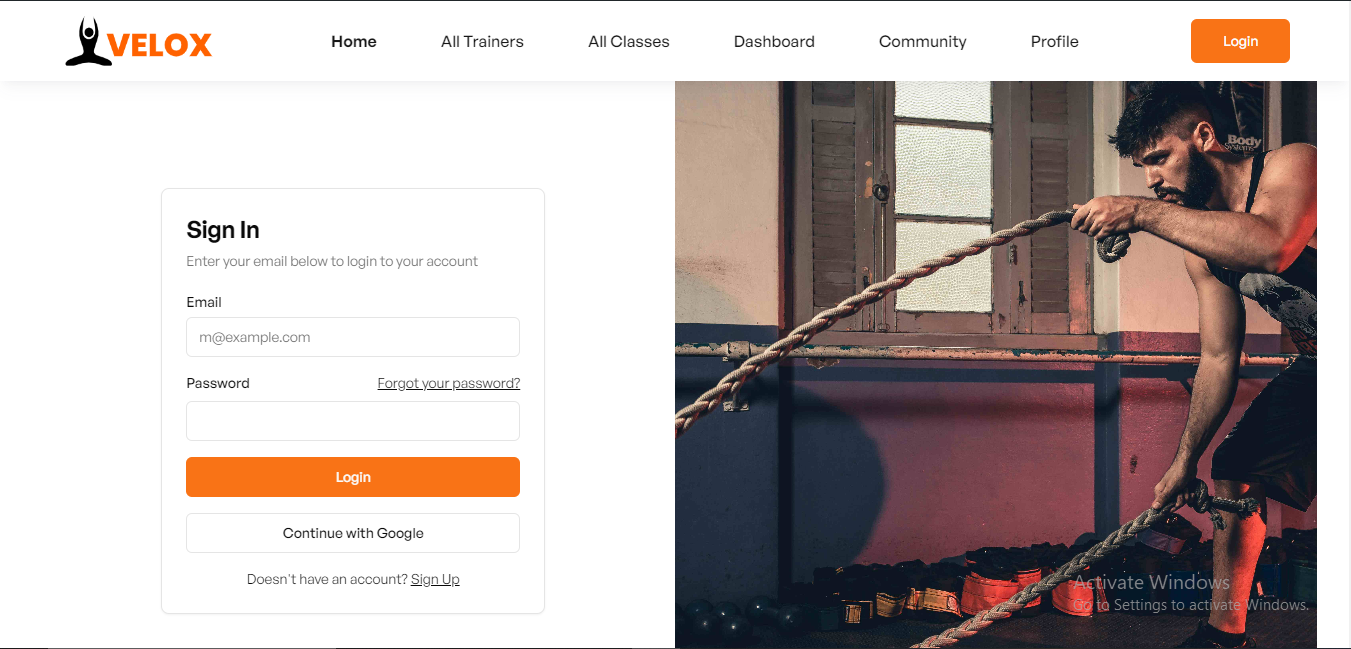 VELOX
Home
All Trainers
All Classes
Dashboard
Community
Profile
Login
Sign In
Enter your email below to login to your account
Email
m@example.com
Password
Forgot your password?
Login
Continue with Google
Doesn't have an account? Sign Up
Body
Systems
Activate Windows
Go to Settings to activate Windows.